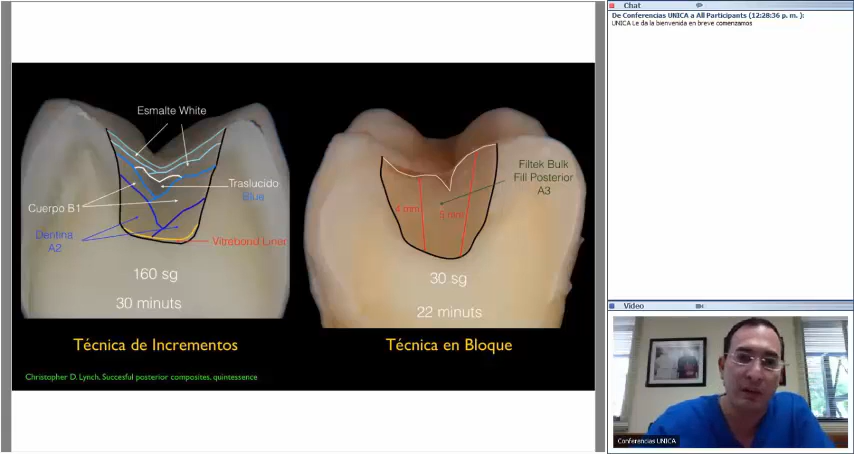 Esmalte White
Traslucido
Blue
Cuerpo B1
Dentina
A2
Vitrebond Liner
160 sg
30 minuts
Técnica de Incrementos
Filtek Bulk
Fill Posterior
A3
4 mm
5 mm
30 sg
22 minuts
Técnica en Bloque
Christopher D. Lynch. Succesful posterior composites, quintessence
Chat
De Conferencias UNICA a All Participants (12:28:36 p. m. ):
UNICA Le da la bienvenida en breve comenzamos
Video
Conferencias UNICA